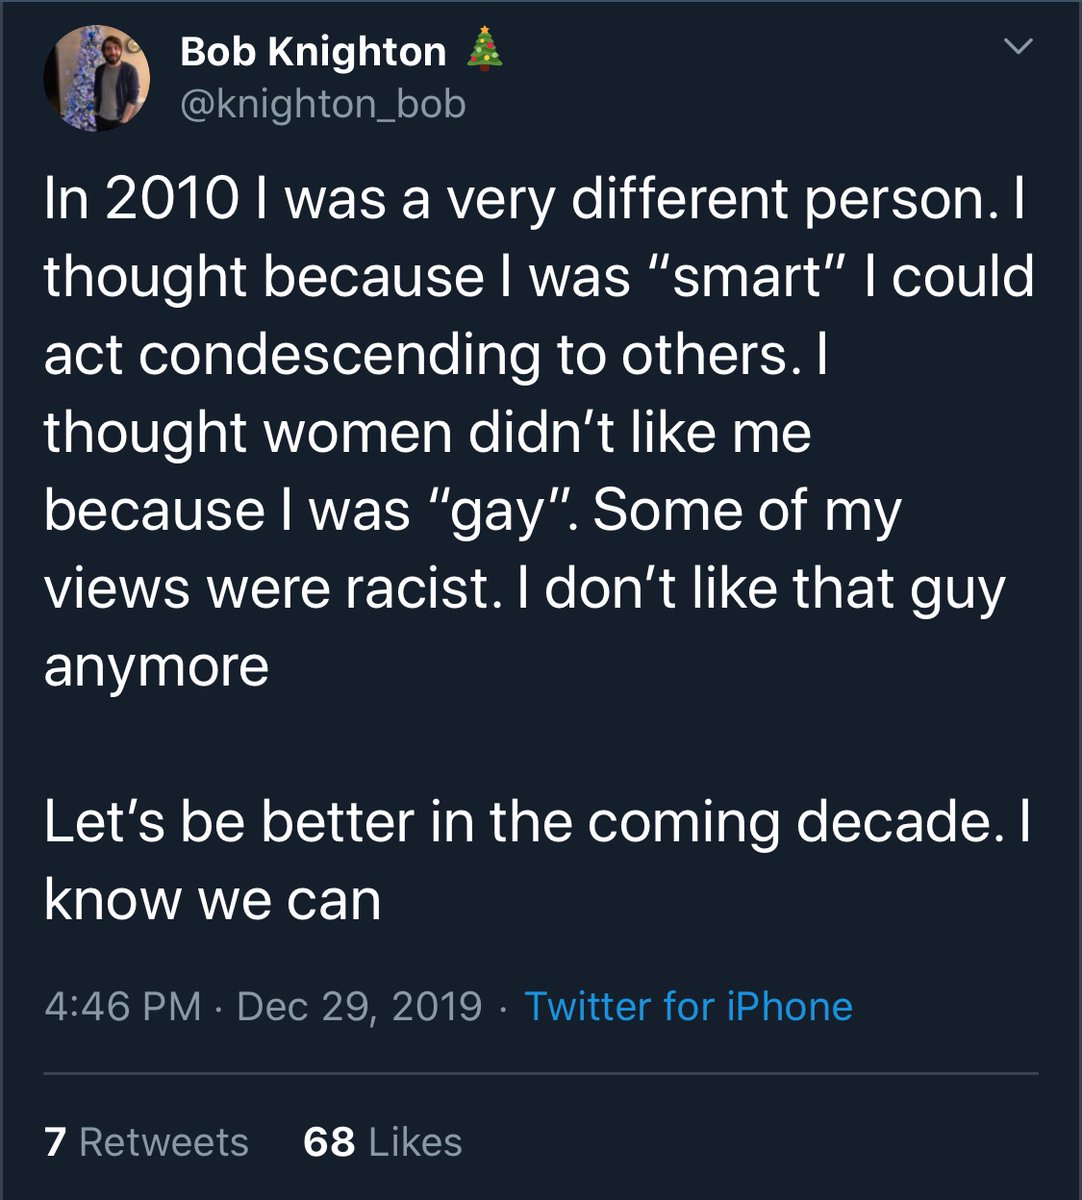 Bob Knighton 🎄
@knighton_bob
In 2010 I was a very different person. I
thought because I was “smart” I could
act condescending to others. I
thought women didn’t like me
because I was “gay”. Some of my
views were racist. I don’t like that guy
anymore
Let’s be better in the coming decade. I
know we can
4:46 PM · Dec 29, 2019 · Twitter for iPhone
7 Retweets 68 Likes